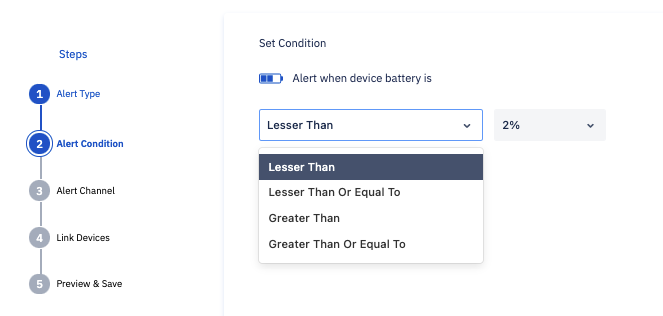 Steps
1 Alert Type
2 Alert Condition
3 Alert Channel
4 Link Devices
5 Preview & Save
Set Condition
Alert when device battery is
Lesser Than
2%
Lesser Than
Lesser Than Or Equal To
Greater Than
Greater Than Or Equal To